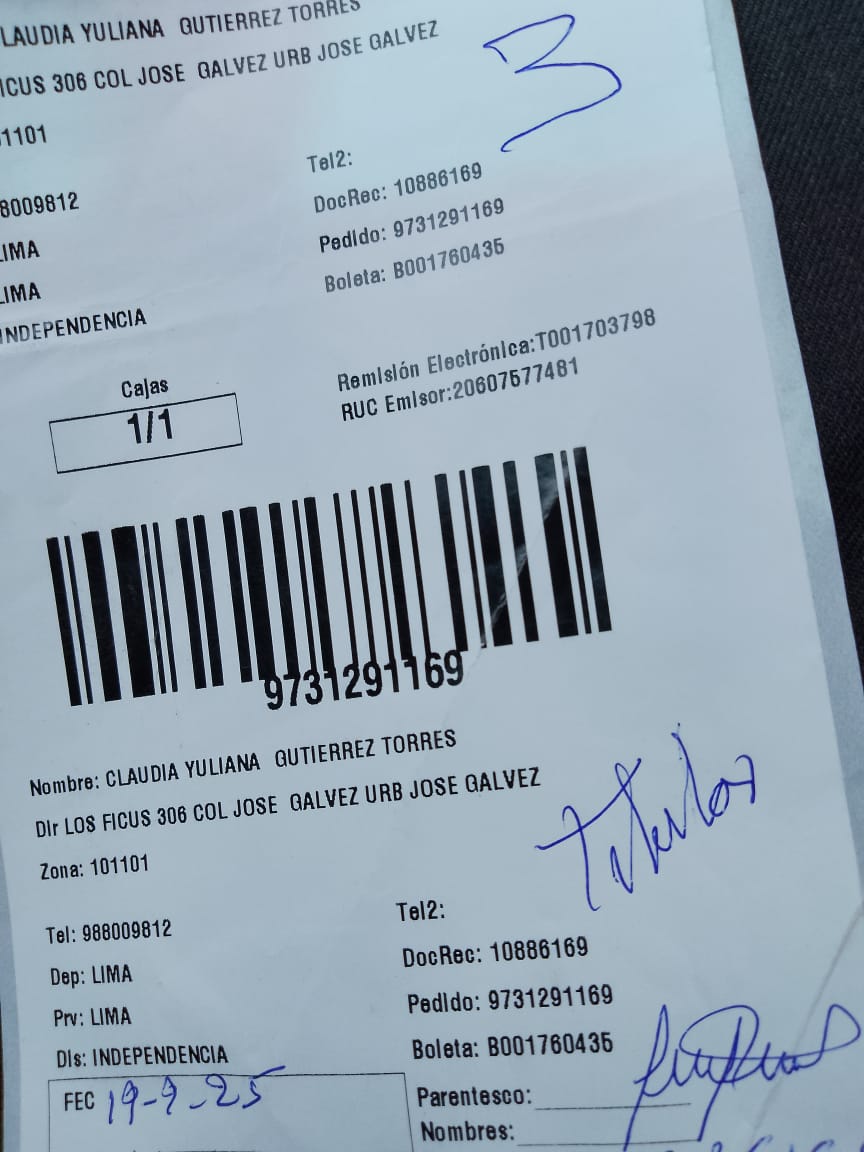 LAUDIA YULIANA GUTIERREZ TORRES
ICUS 306 COL JOSE GALVEZ URB JOSE GALVEZ
3
1101
Tel2:
8009812
DocRec: 10886169
LIMA
Pedido: 9731291169
LIMA
Boleta: B001760435
INDEPENDENCIA
Remisión Electrónica:T001703798
Cajas
RUC Emisor:20607577481
1/1
9731291169
Nombre: CLAUDIA YULIANA GUTIERREZ TORRES
Dir LOS FICUS 306 COL JOSE GALVEZ URB JOSE GALVEZ
Zona: 101101
Titular
Tel: 988009812
Tel2:
Dep: LIMA
DocRec: 10886169
Prv: LIMA
Pedido: 9731291169
Dis: INDEPENDENCIA
Boleta: B001760435
FEC 19-9-25
Parentesco:
Nombres: